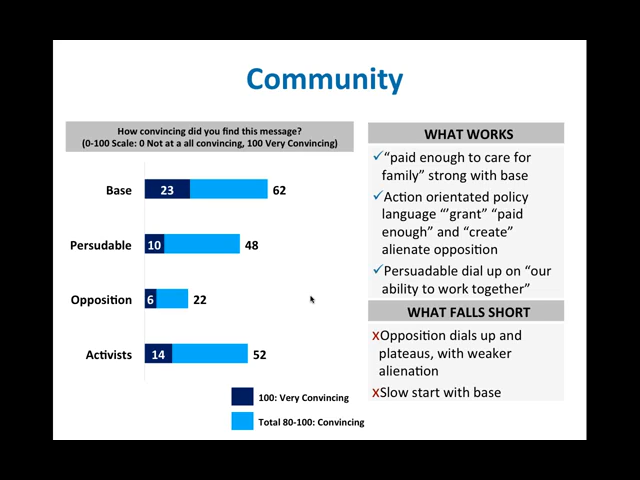 Community
How convincing did you find this message?
(0-100 Scale: 0 Not at a all convincing, 100 Very Convincing)
Base 23 62
Persudable 10 48
Opposition 6 22
Activists 14 52
100: Very Convincing
Total 80-100: Convincing
WHAT WORKS
✓“paid enough to care for
family” strong with base
✓Action orientated policy
language “’grant” “paid
enough” and “create”
alienate opposition
✓Persuadable dial up on “our
ability to work together”
WHAT FALLS SHORT
xOpposition dials up and
plateaus, with weaker
alienation
xSlow start with base